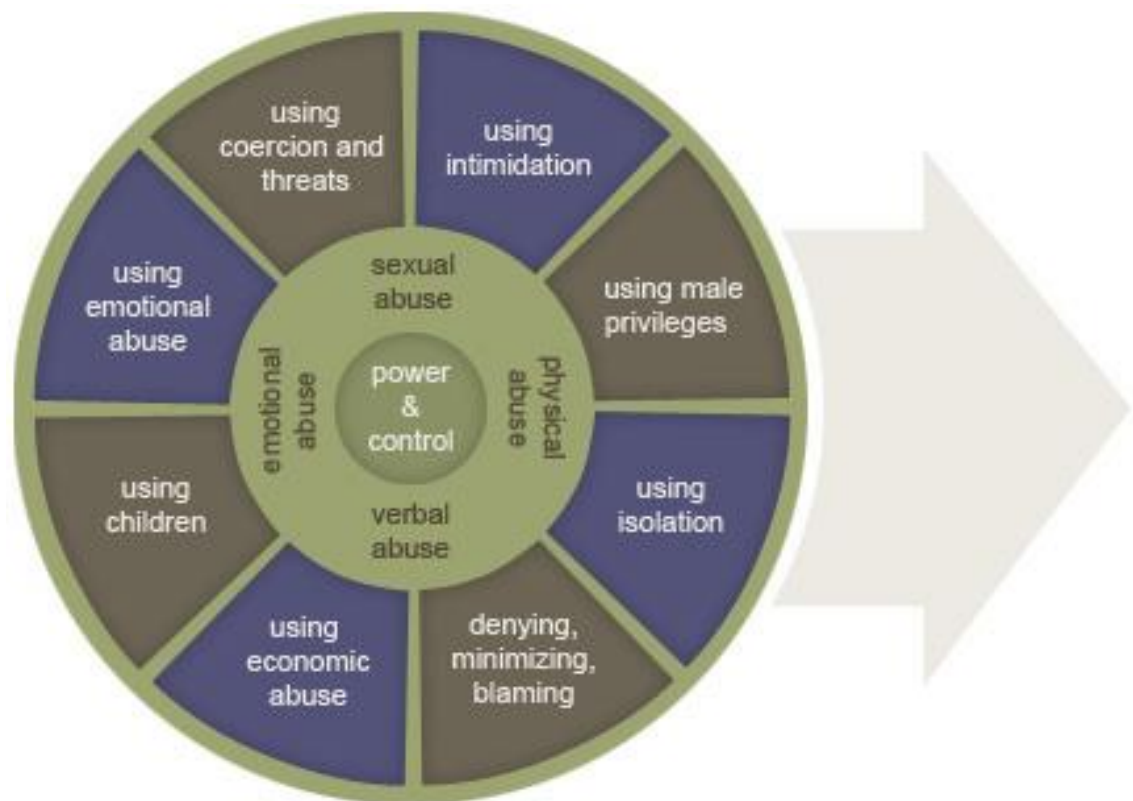 using
coercion and
threats
using
intimidation
using male
privileges
using
isolation
denying,
minimizing,
blaming
using
economic
abuse
using
children
using
emotional
abuse
sexual
abuse
physical
abuse
verbal
abuse
emotional
abuse
power
&
control